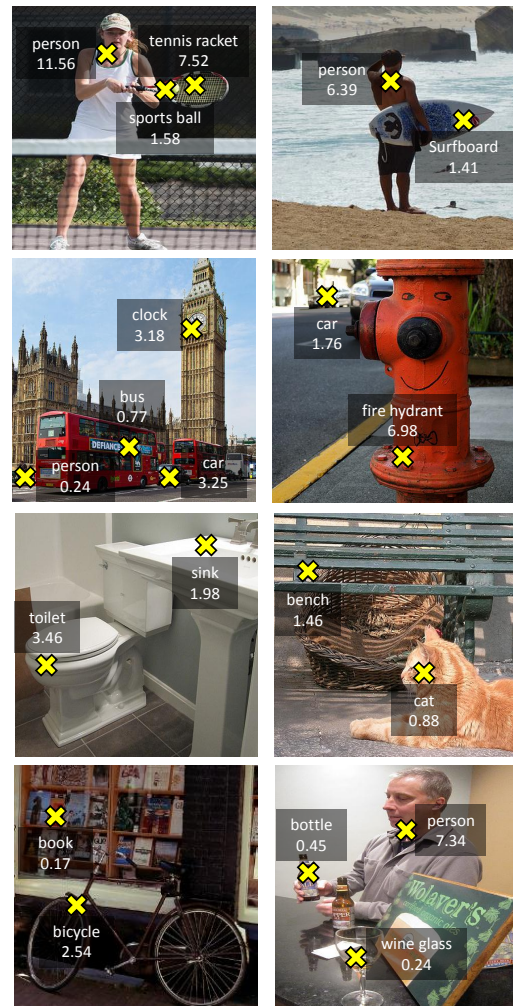 person
11.56
tennis racket
7.52
sports ball
1.58
person
6.39
Surfboard
1.41
clock
3.18
bus
0.77
DEFIANCE
person
0.24
car
3.25
car
1.76
fire hydrant
6.98
toilet
3.46
sink
1.98
bench
1.46
cat
0.88
book
0.17
bicycle
2.54
bottle
0.45
person
7.34
Wolaver's
wine glass
0.24